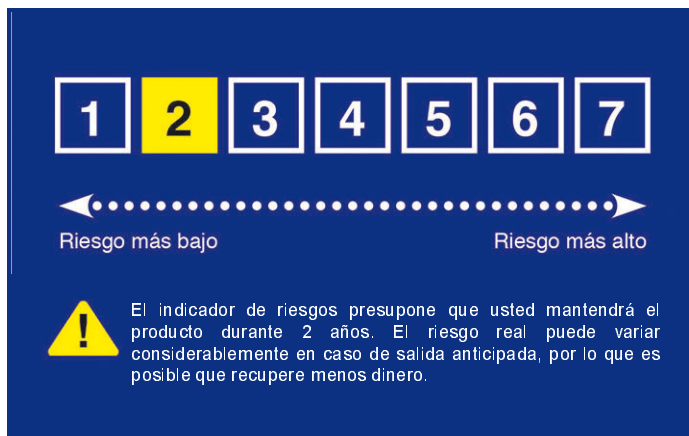 1 2 3 4 5 6 7
Riesgo más bajo Riesgo más alto
! El indicador de riesgos presupone que usted mantendrá el
producto durante 2 años. El riesgo real puede variar
considerablemente en caso de salida anticipada, por lo que es
posible que recupere menos dinero.